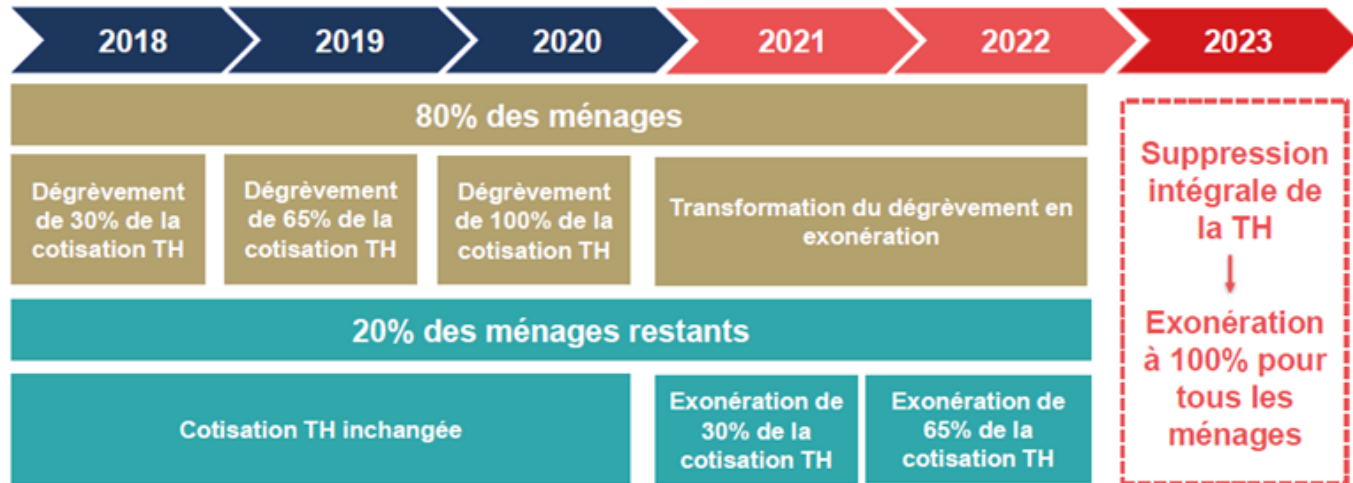 2018
2019
2020
2021
2022
2023
80% des ménages
Dégrèvement
de 30% de la
cotisation TH
Dégrèvement
de 65% de la
cotisation TH
Dégrèvement
de 100% de la
cotisation TH
Transformation du dégrèvement en
exonération
20% des ménages restants
Cotisation TH inchangée
Exonération de
30% de la
cotisation TH
Exonération de
65% de la
cotisation TH
Suppression
intégrale de
la TH
Exonération
à 100% pour
tous les
ménages